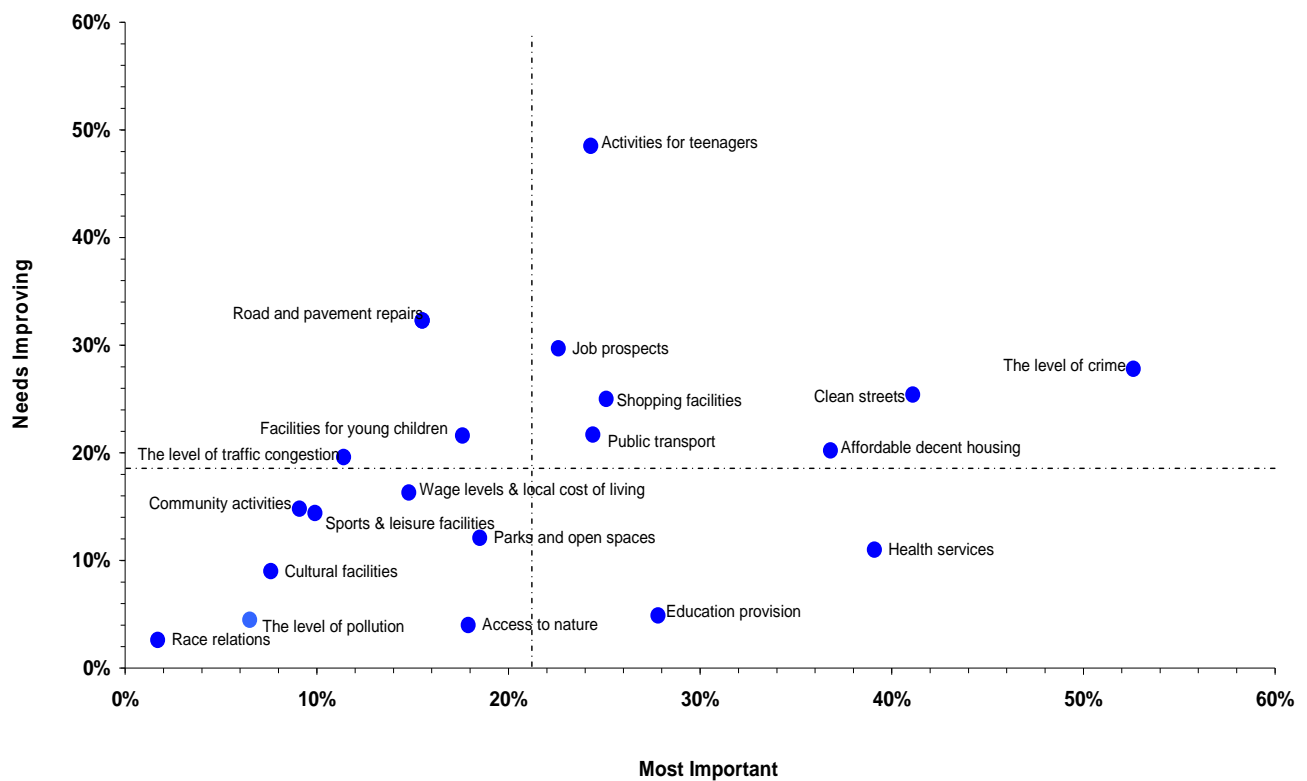 60%
Activities for teenagers
50%
40%
Road and pavement repairs
Job prospects
30%
The level of crime
Clean streets
Shopping facilities
Facilities for young children
Public transport
Affordable decent housing
The level of traffic congestion
20%
Wage levels & local cost of living
Community activities
Sports & leisure facilities
Parks and open spaces
Health services
10%
Cultural facilities
Education provision
The level of pollution
Access to nature
Race relations
0%
Needs Improving
0% 10% 20% 30% 40% 50% 60%
Most Important